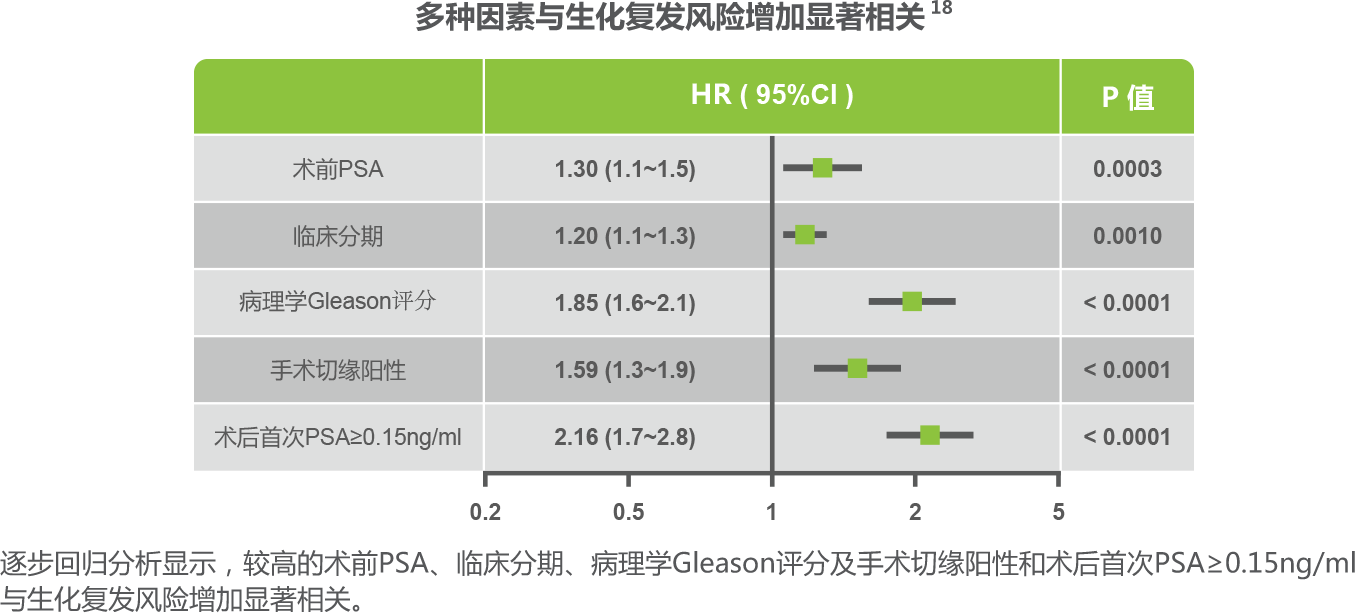 多种因素与生化复发风险增加显著相关18
HR ( 95%CI ) P 值
术前PSA 1.30 (1.1~1.5) 0.0003
临床分期 1.20 (1.1~1.3) 0.0010
病理学Gleason评分 1.85 (1.6~2.1) < 0.0001
手术切缘阳性 1.59 (1.3~1.9) < 0.0001
术后首次PSA≥0.15ng/ml 2.16 (1.7~2.8) < 0.0001
0.2 0.5 1 2 5
逐步回归分析显示，较高的术前PSA、临床分期、病理学Gleason评分及手术切缘阳性和术后首次PSA≥0.15ng/ml
与生化复发风险增加显著相关。